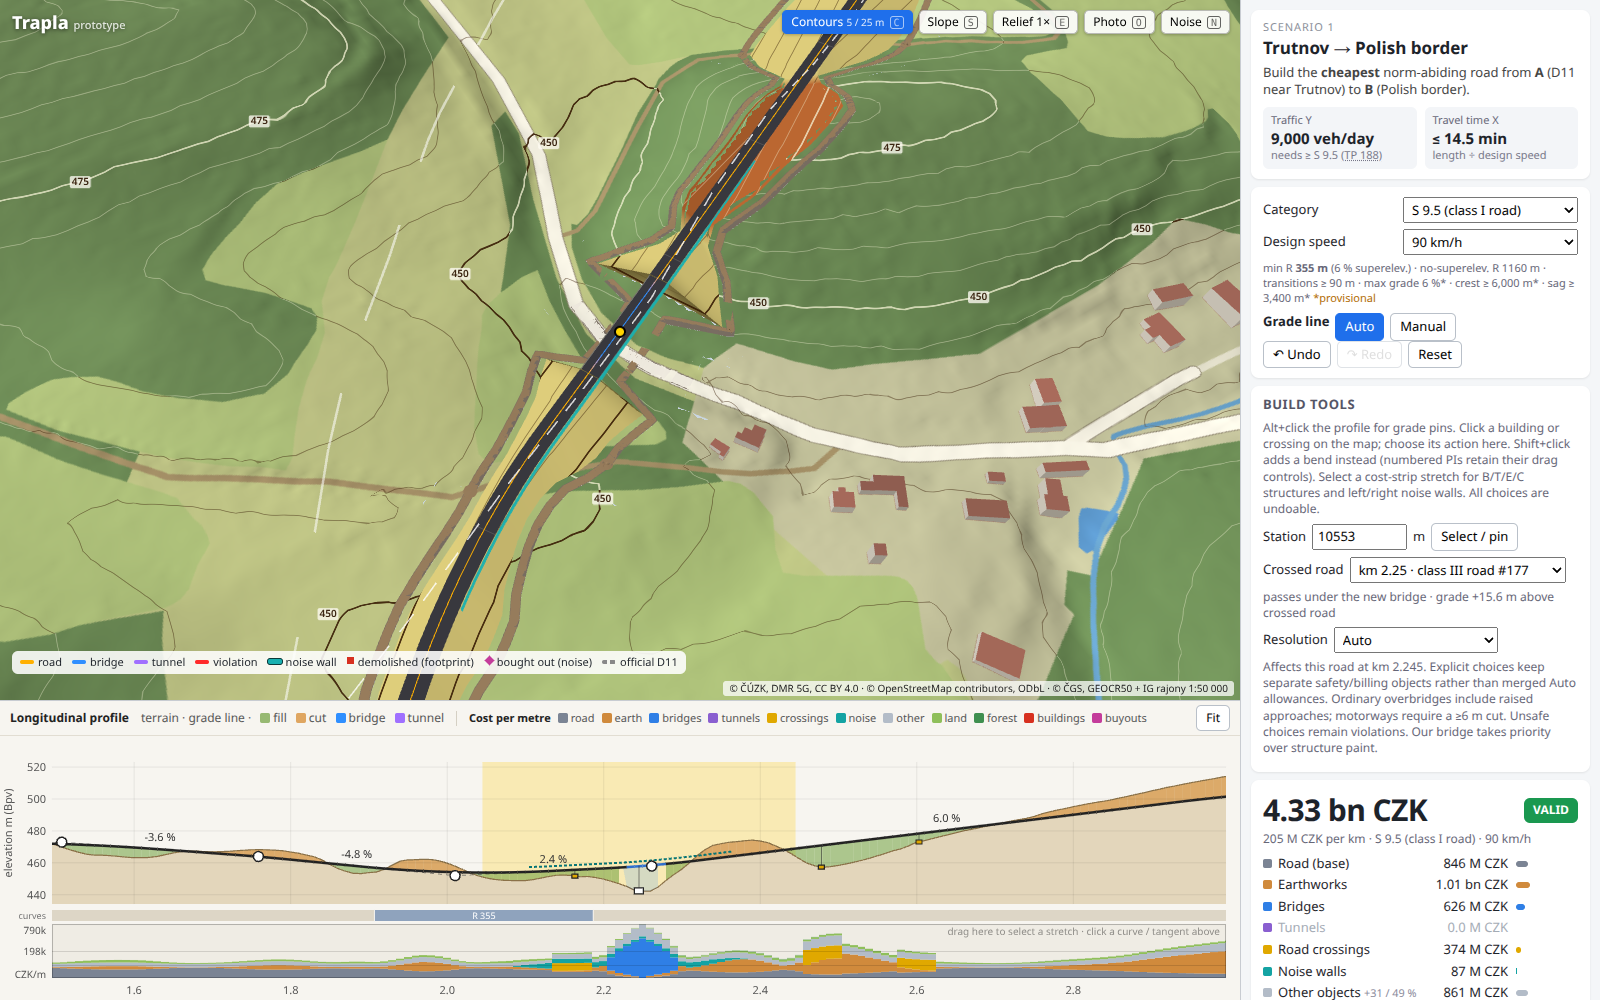 Trapla prototype
Contours 5 / 25 m C
Slope S
Relief 1× E
Photo O
Noise N
475
450
475
475
450
450
450
450
450
450
road
bridge
tunnel
violation
noise wall
demolished (footprint)
bought out (noise)
official D11
© ČÚZK, DMR 5G, CC BY 4.0 · © OpenStreetMap contributors, ODbL · © ČGS, GEOCR50 + IG rajony 1:50 000
Longitudinal profile
terrain · grade line ·
fill
cut
bridge
tunnel
Cost per metre
road
earth
bridges
tunnels
crossings
noise
other
land
forest
buildings
buyouts
Fit
elevation m (Bpv)
520
500
480
460
440
-3.6 %
-4.8 %
2.4 %
6.0 %
curves
R 355
790k
198k
CZK/m
drag here to select a stretch · click a curve / tangent above
1.6
1.8
2.0
2.2
2.4
2.6
2.8
SCENARIO 1
Trutnov → Polish border
Build the cheapest norm-abiding road from A (D11
near Trutnov) to B (Polish border).
Traffic Y
9,000 veh/day
needs ≥ S 9.5 (TP 188)
Travel time X
≤ 14.5 min
length ÷ design speed
Category
S 9.5 (class I road)
Design speed
90 km/h
min R 355 m (6 % superelev.) · no-superelev. R 1160 m ·
transitions ≥ 90 m · max grade 6 %* · crest ≥ 6,000 m* · sag ≥
3,400 m* *provisional
Grade line
Auto
Manual
↶ Undo
↷ Redo
Reset
BUILD TOOLS
Alt+click the profile for grade pins. Click a building or
crossing on the map; choose its action here. Shift+click
adds a bend instead (numbered PIs retain their drag
controls). Select a cost-strip stretch for B/T/E/C
structures and left/right noise walls. All choices are
undoable.
Station 10553 m Select / pin
Crossed road km 2.25 · class III road #177
passes under the new bridge · grade +15.6 m above
crossed road
Resolution Auto
Affects this road at km 2.245. Explicit choices keep
separate safety/billing objects rather than merged Auto
allowances. Ordinary overbridges include raised
approaches; motorways require a ≥6 m cut. Unsafe
choices remain violations. Our bridge takes priority
over structure paint.
4.33 bn CZK
VALID
205 M CZK per km · S 9.5 (class I road) · 90 km/h
Road (base) 846 M CZK
Earthworks 1.01 bn CZK
Bridges 626 M CZK
Tunnels 0.0 M CZK
Road crossings 374 M CZK
Noise walls 87 M CZK
Other objects +31 / 49 % 861 M CZK